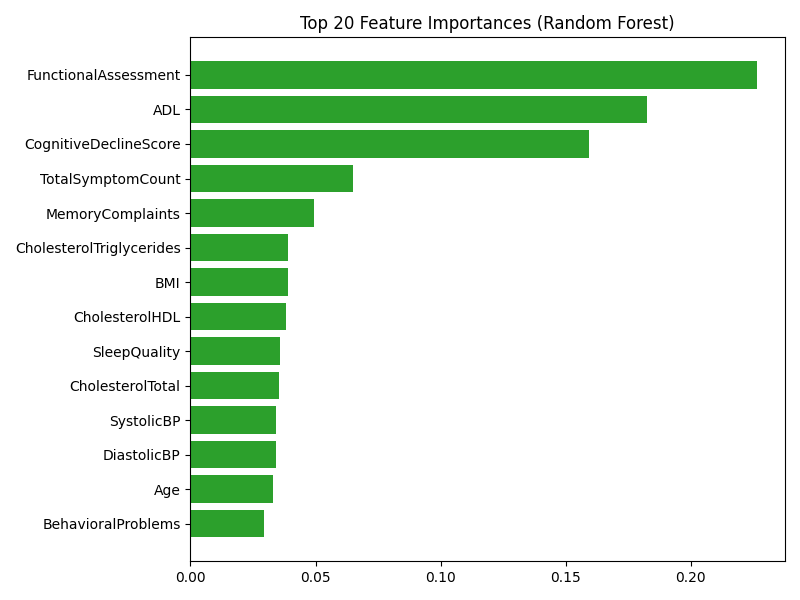 Top 20 Feature Importances (Random Forest)
FunctionalAssessment
ADL
CognitiveDeclineScore
TotalSymptomCount
MemoryComplaints
CholesterolTriglycerides
BMI
CholesterolHDL
SleepQuality
CholesterolTotal
SystolicBP
DiastolicBP
Age
BehavioralProblems
0.00 0.05 0.10 0.15 0.20